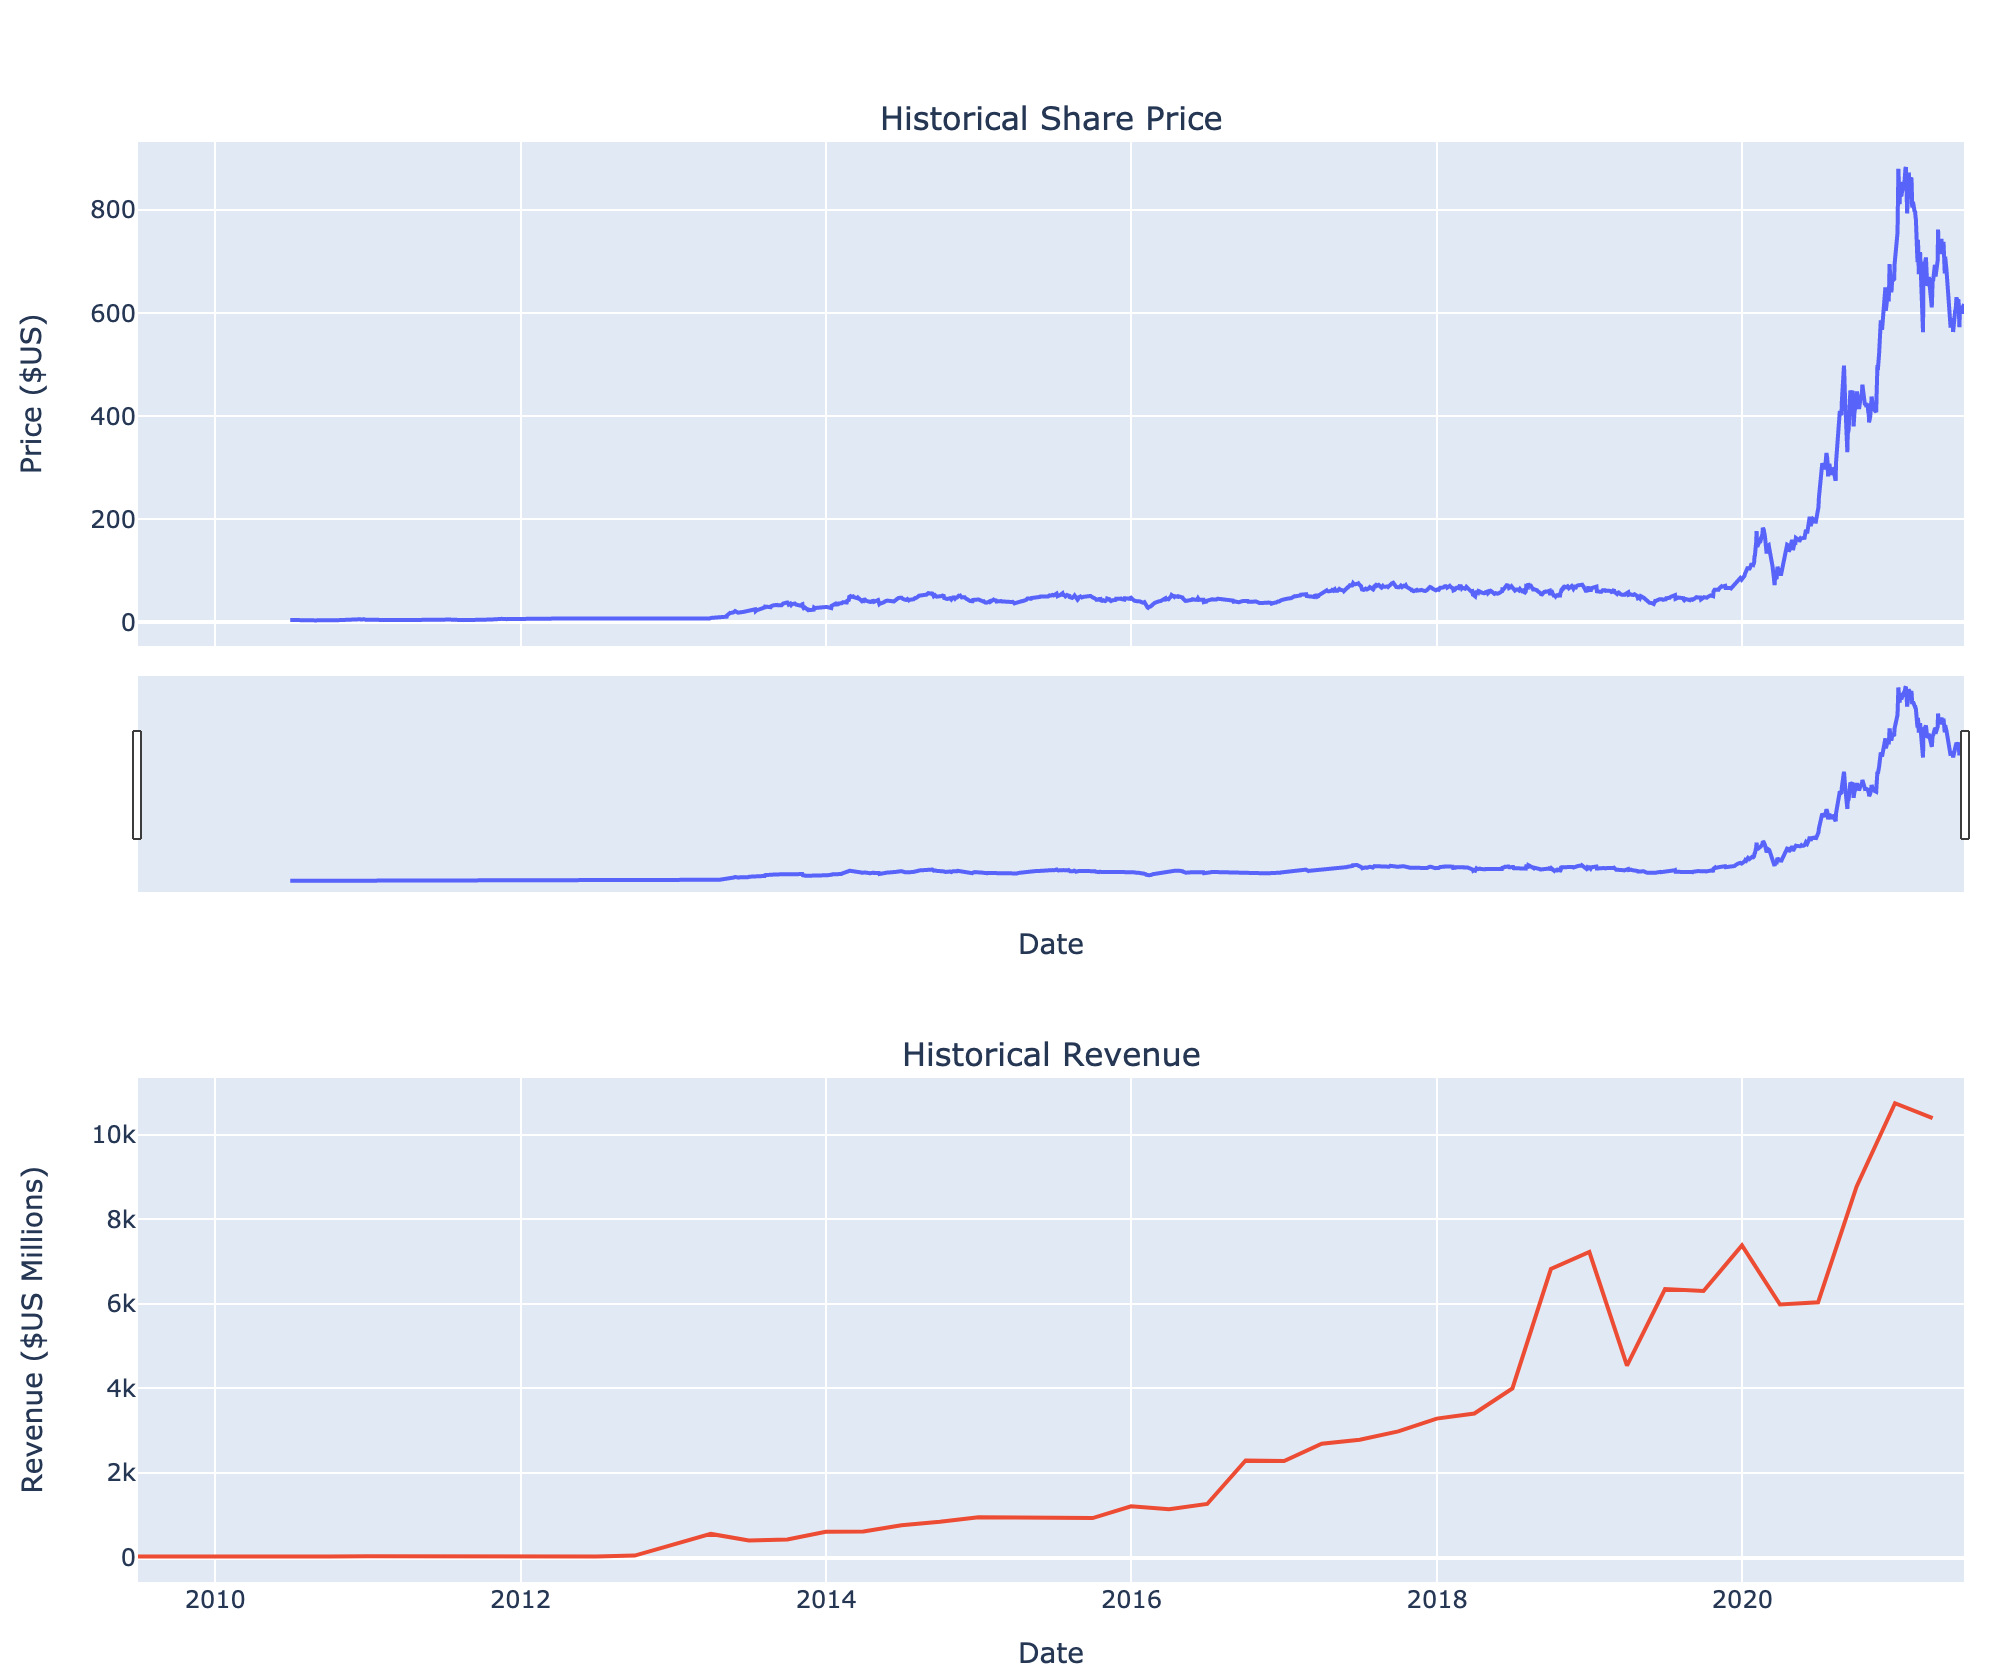 Historical Share Price
800
600
400
200
0
Price ($US)
Date
Historical Revenue
10k
8k
6k
4k
2k
0
Revenue ($US Millions)
2010 2012 2014 2016 2018 2020
Date